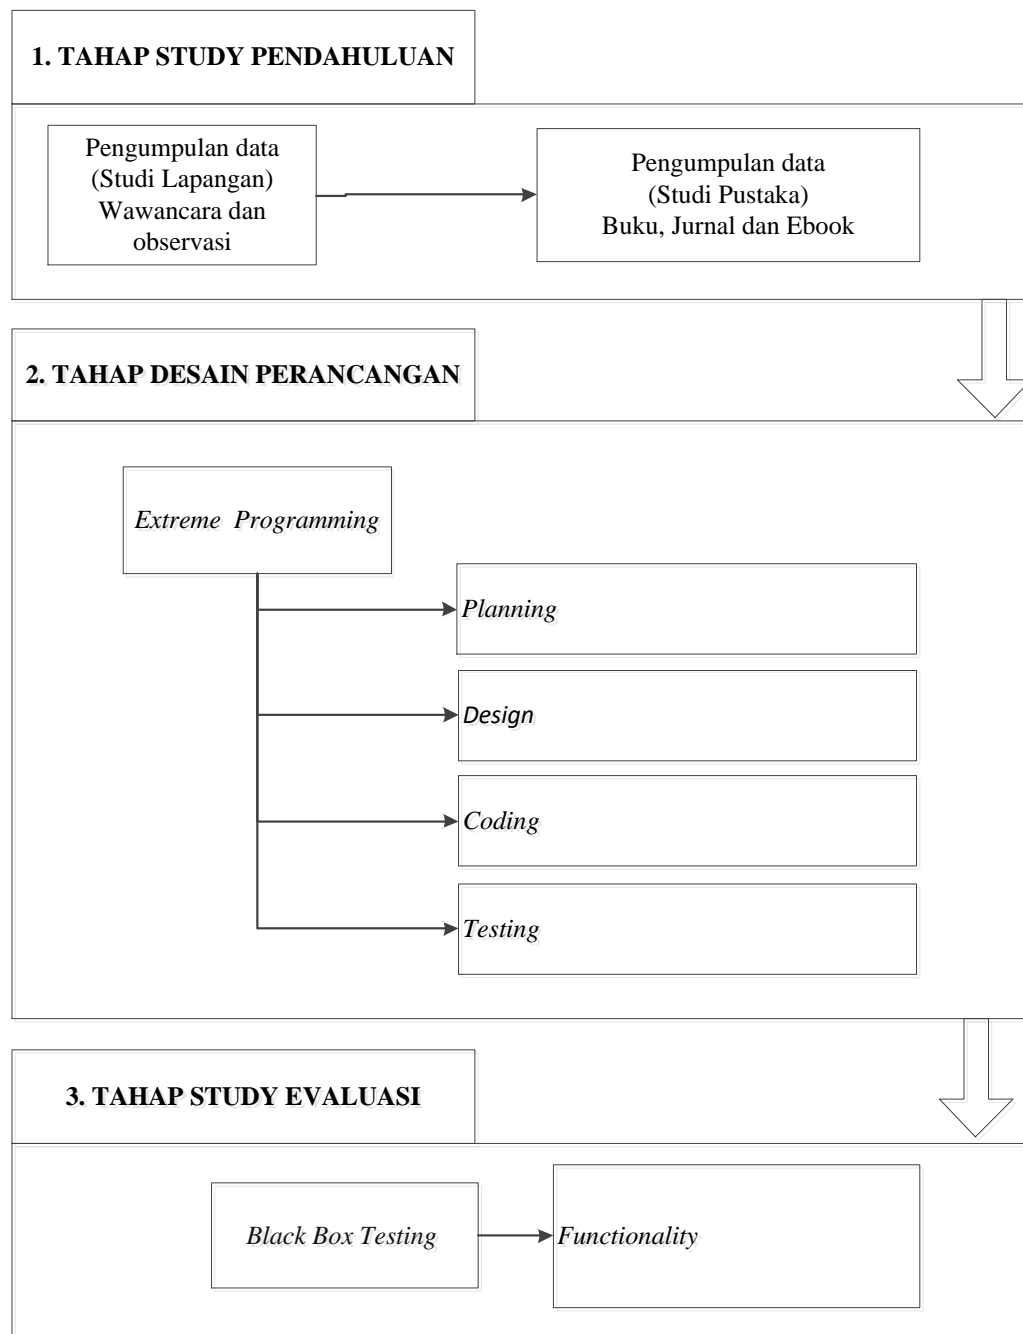 1. TAHAP STUDY PENDAHULUAN
Pengumpulan data
(Studi Lapangan)
Wawancara dan
observasi
Pengumpulan data
(Studi Pustaka)
Buku, Jurnal dan Ebook
2. TAHAP DESAIN PERANCANGAN
Extreme Programming
Planning
Design
Coding
Testing
3. TAHAP STUDY EVALUASI
Black Box Testing
Functionality